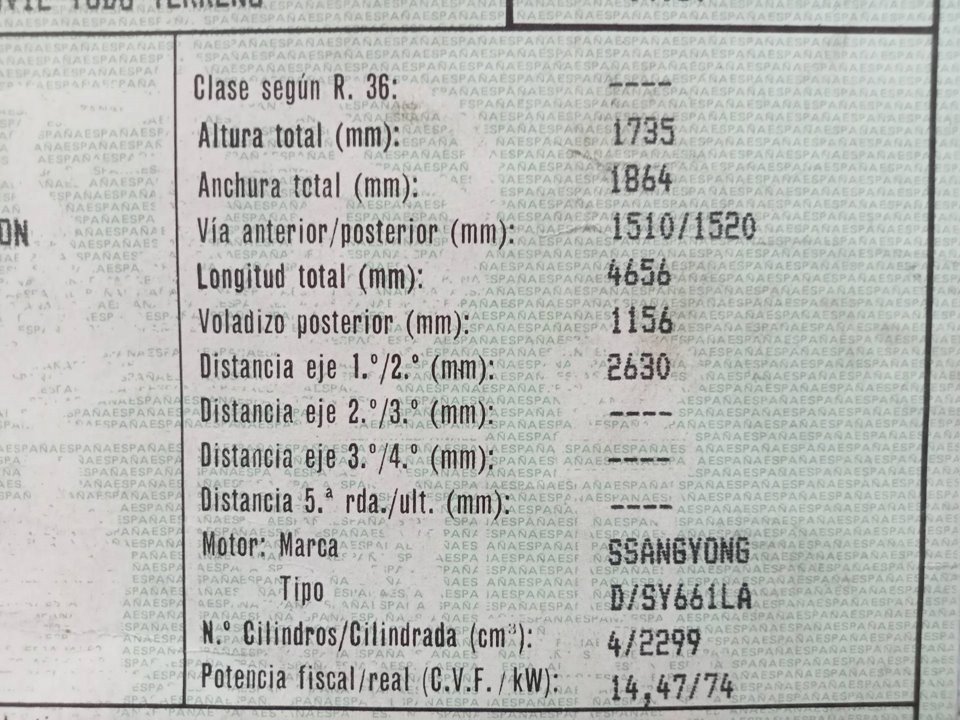 TODO TERRENO
Clase según R. 36: ----
Altura total (mm): 1735
Anchura total (mm): 1864
ON
Vía anterior/posterior (mm): 1510/1520
Longitud total (mm): 4656
Voladizo posterior (mm): 1156
Distancia eje 1.º/2.º (mm): 2630
Distancia eje 2.º/3.º (mm): ----
Distancia eje 3.º/4.º (mm): ----
Distancia 5.ª rda./ult. (mm): ----
Motor: Marca SSANGYONG
Tipo D/SY661LA
N.º Cilindros/Cilindrada (cm³): 4/2299
Potencia fiscal/real (C.V.F./kW): 14,47/74